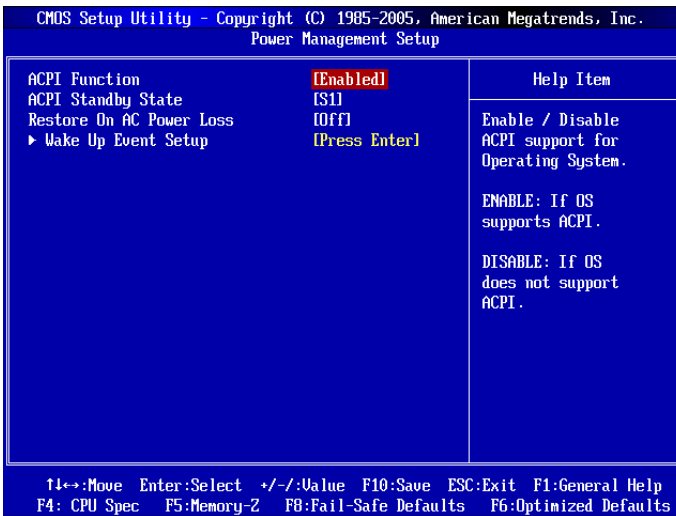 CMOS Setup Utility - Copyright (C) 1985-2005, American Megatrends, Inc.
Power Management Setup
ACPI Function [Enabled]
ACPI Standby State [S1]
Restore On AC Power Loss [Off]
▶ Wake Up Event Setup [Press Enter]
Help Item
Enable / Disable
ACPI support for
Operating System.
ENABLE: If OS
supports ACPI.
DISABLE: If OS
does not support
ACPI.
↑↓←→:Move Enter:Select +/-/:Value F10:Save ESC:Exit F1:General Help
F4: CPU Spec F5:Memory-Z F8:Fail-Safe Defaults F6:Optimized Defaults